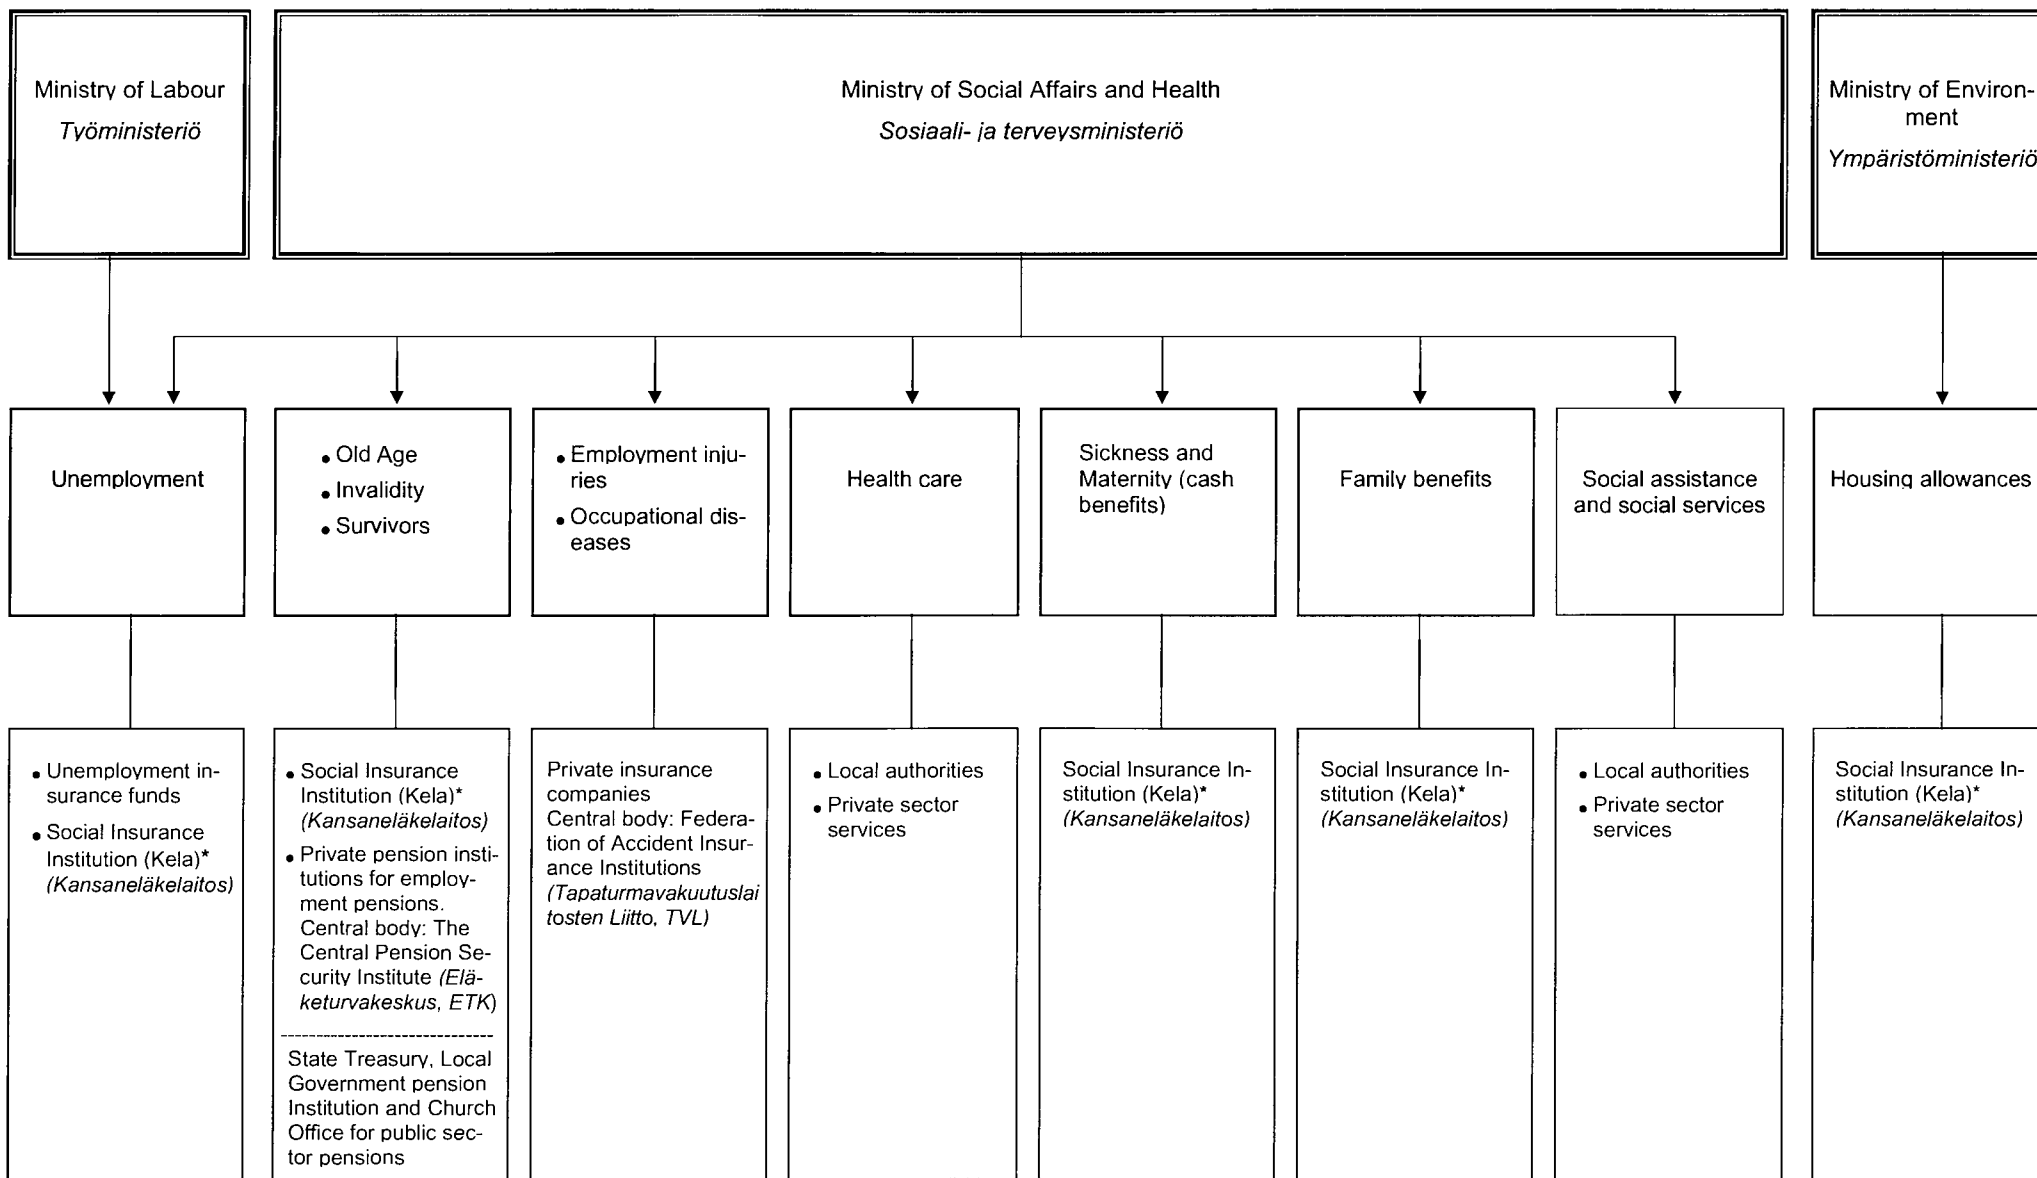 Ministry of Labour
Työministeriö
Ministry of Social Affairs and Health
Sosiaali- ja terveysministeriö
Ministry of Environ-
ment
Ympäristöministeriö
Unemployment
• Old Age
• Invalidity
• Survivors
• Employment inju-
ries
• Occupational dis-
eases
Health care
Sickness and
Maternity (cash
benefits)
Family benefits
Social assistance
and social services
Housing allowances
• Unemployment in-
surance funds
• Social Insurance
Institution (Kela)*
(Kansaneläkelaitos)
• Social Insurance
Institution (Kela)*
(Kansaneläkelaitos)
• Private pension insti-
tutions for employ-
ment pensions.
Central body: The
Central Pension Se-
curity Institute (Elä-
keturvakeskus, ETK)
State Treasury, Local
Government pension
Institution and Church
Office for public sec-
tor pensions
Private insurance
companies
Central body: Federa-
tion of Accident Insur-
ance Institutions
(Tapaturmavakuutuslai
tosten Liitto, TVL)
• Local authorities
• Private sector
services
Social Insurance In-
stitution (Kela)*
(Kansaneläkelaitos)
Social Insurance In-
stitution (Kela)*
(Kansaneläkelaitos)
• Local authorities
• Private sector
services
Social Insurance In-
stitution (Kela)*
(Kansaneläkelaitos)